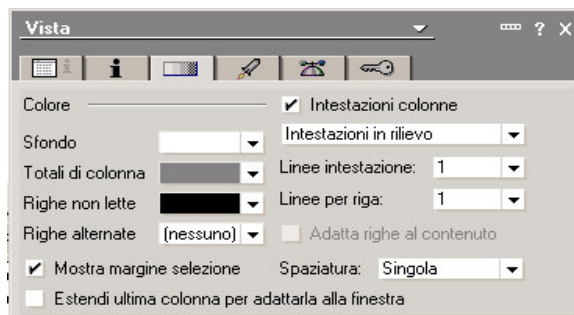 Vista
? X
i i
Colore
Intestazioni colonne
Sfondo
Intestazioni in rilievo
Totali di colonna
Linee intestazione: 1
Righe non lette
Linee per riga: 1
Righe alternate (nessuno)
Adatta righe al contenuto
Mostra margine selezione
Spaziatura: Singola
Estendi ultima colonna per adattarla alla finestra